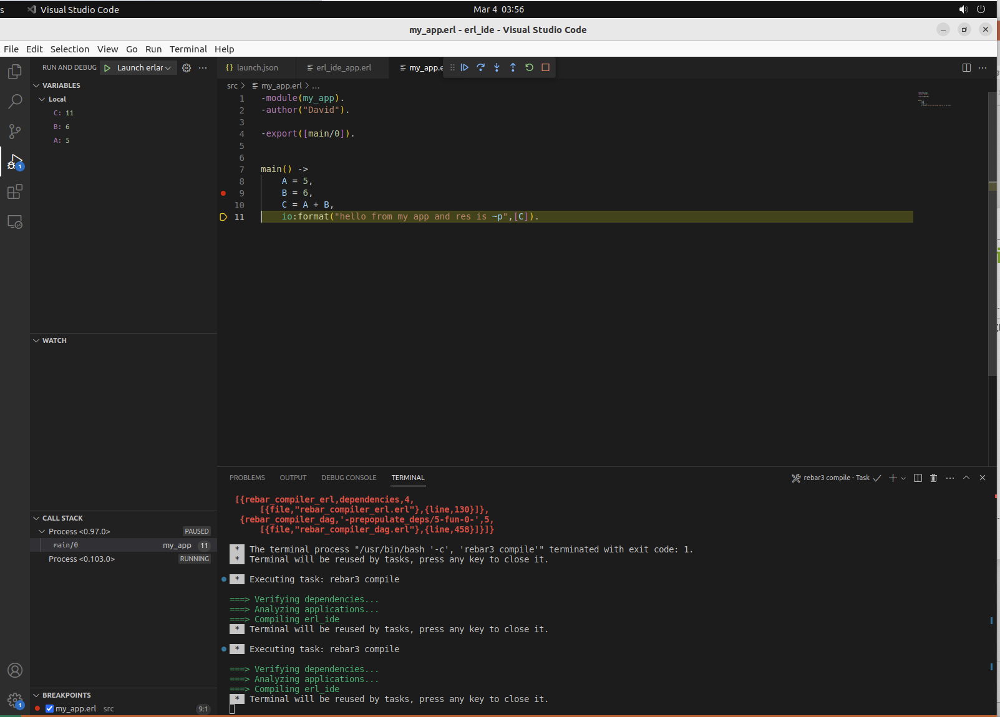 s Visual Studio Code Mar 4 03:56
my_app.erl - erl_ide - Visual Studio Code
File Edit Selection View Go Run Terminal Help
RUN AND DEBUG Launch erlar
launch.json erl_ide_app.erl my_app.e
VARIABLES
Local
C: 11
B: 6
A: 5
src > my_app.erl > ...
1 -module(my_app).
2 -author("David").
3
4 -export([main/0]).
5
6
7 main() ->
8 A = 5,
9 B = 6,
10 C = A + B,
11 io:format("hello from my app and res is ~p",[C]).
WATCH
CALL STACK
Process <0.97.0> PAUSED
main/0 my_app 11
Process <0.103.0> RUNNING
BREAKPOINTS
my_app.erl src 9:1
1
1
PROBLEMS OUTPUT DEBUG CONSOLE TERMINAL rebar3 compile - Task
[{rebar_compiler_erl,dependencies,4,
[{file,"rebar_compiler_erl.erl"},{line,130}]},
{rebar_compiler_dag,'-prepopulate_deps/5-fun-0-',5,
[{file,"rebar_compiler_dag.erl"},{line,458}]}]}
* The terminal process "/usr/bin/bash '-c', 'rebar3 compile'" terminated with exit code: 1.
* Terminal will be reused by tasks, press any key to close it.
* Executing task: rebar3 compile
===> Verifying dependencies...
===> Analyzing applications...
===> Compiling erl_ide
* Terminal will be reused by tasks, press any key to close it.
* Executing task: rebar3 compile
===> Verifying dependencies...
===> Analyzing applications...
===> Compiling erl_ide
* Terminal will be reused by tasks, press any key to close it.